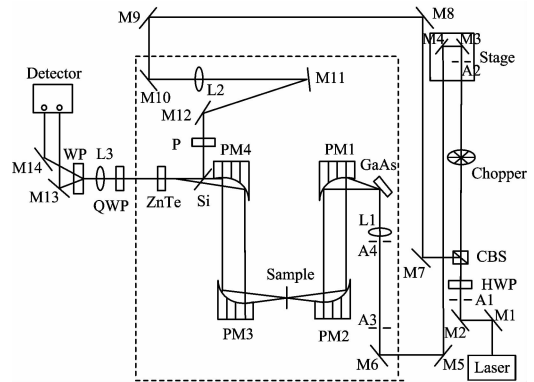 M9
M8
M4
M3
Stage
A2
Detector
M10
L2
M11
M12
P
PM4
PM1
GaAs
Chopper
WP
L3
M14
M13
QWP
ZnTe
Si
L1
A4
M7
CBS
Sample
HWP
A1
A3
PM3
PM2
M2
M1
M6
M5
Laser